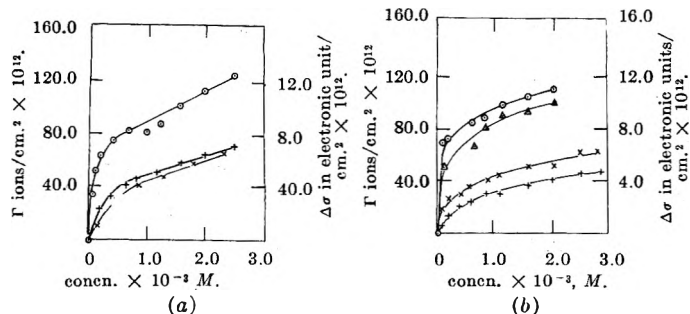 Γ ions/cm.² × 10¹².
160.0
120.0
80.0
40.0
0
12.0
8.0
40.0
Δσ in electronic unit/
cm.² × 10¹².
0 1.0 2.0 3.0
concn. × 10⁻³ M.
(a)
Γ ions/cm.² × 10¹².
160.0
120.0
80.0
40.0
16.0
12.0
8.0
4.0
Δσ in electronic units/
cm.² × 10¹².
0 1.0 2.0 3.0
concn. × 10⁻³, M.
(b)